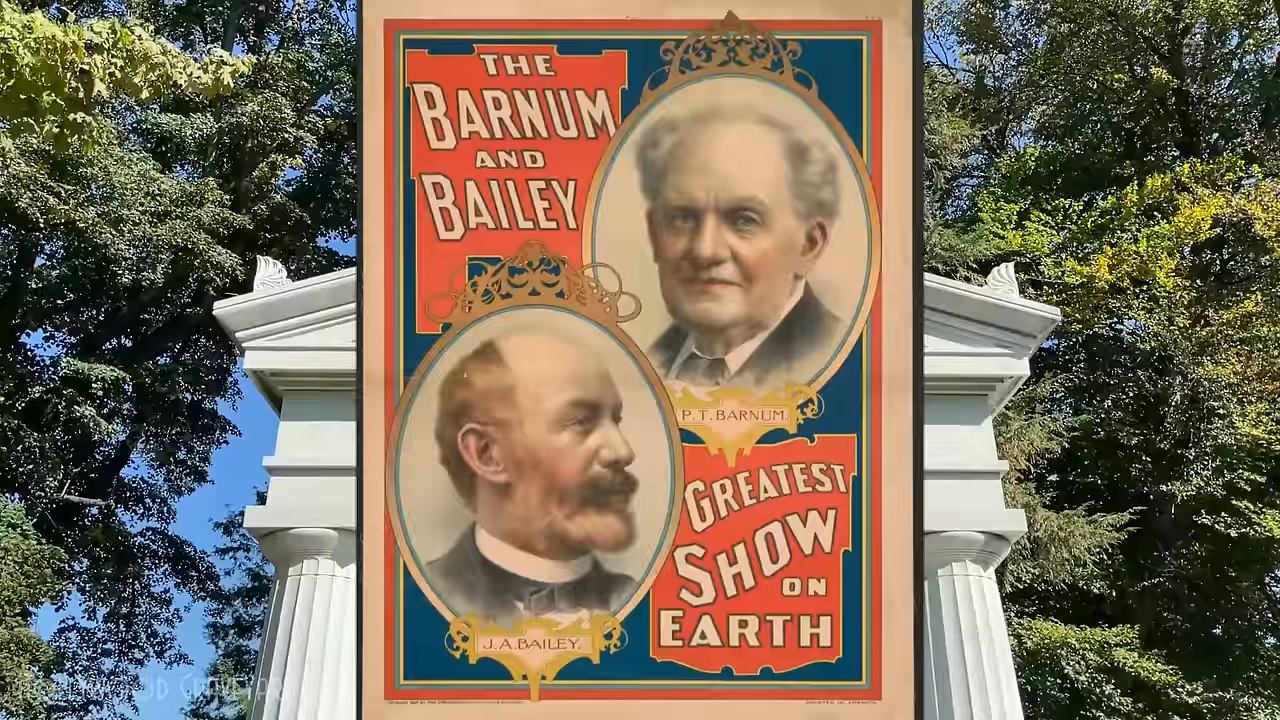 THE
BARNUM
AND
BAILEY
P.T. BARNUM.
GREATEST
SHOW
ON
EARTH
J.A. BAILEY.